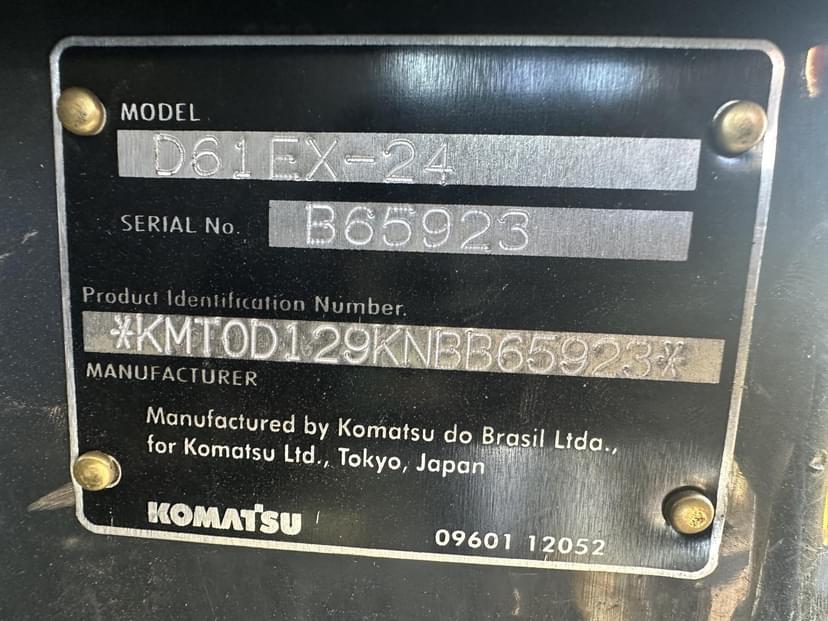 MODEL
D61EX-24
SERIAL No.
B65923
Product Identification Number.
*KMT0D129KNBB65923*
MANUFACTURER
Manufactured by Komatsu do Brasil Ltda.,
for Komatsu Ltd., Tokyo, Japan
KOMATSU
09601 12052